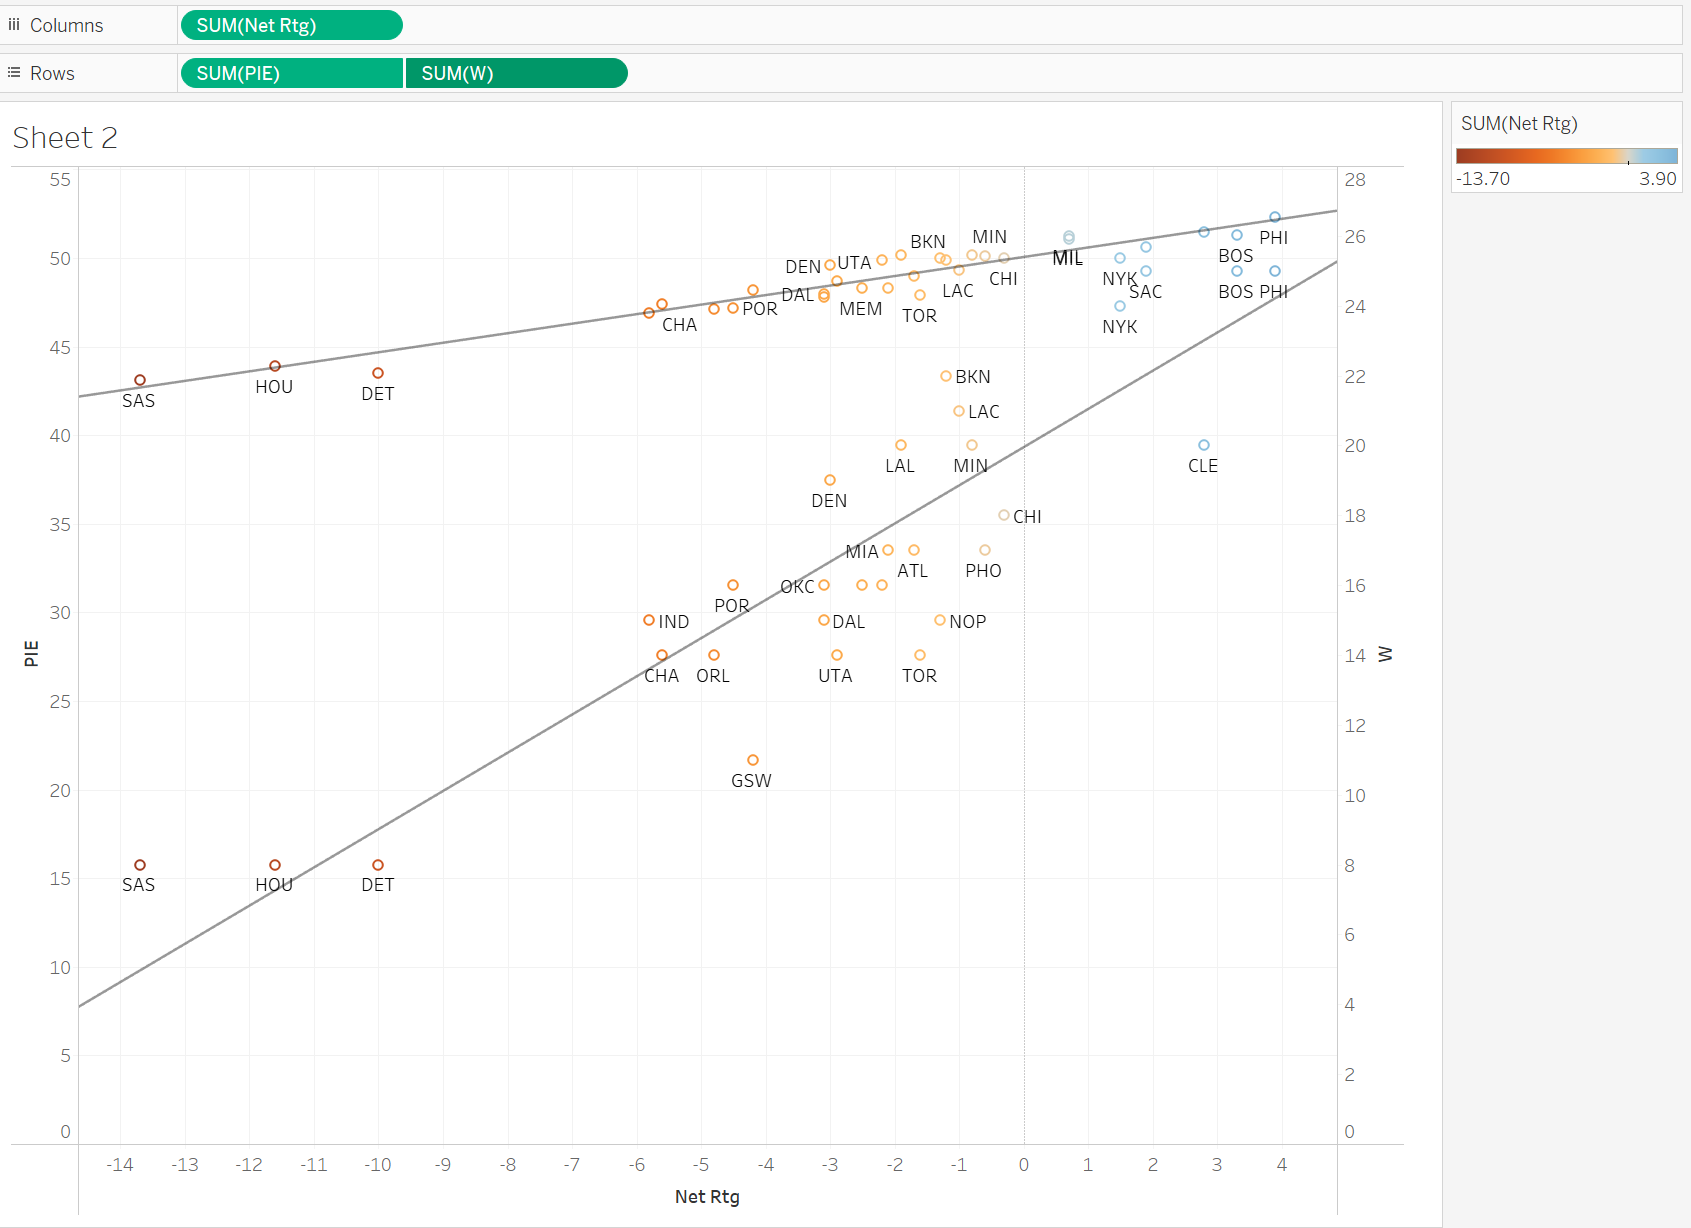 Columns SUM(Net Rtg)
Rows SUM(PIE) SUM(W)
Sheet 2
SUM(Net Rtg)
-13.70 3.90
55 28
MIN 26
BKN PHI
50 DEN UTA MIL BOS
CHI NYK
DAL LAC SAC BOS PHI
POR MEM TOR 24
CHA NYK
45
HOU BKN 22
SAS DET
LAC
40 20
LAL MIN CLE
DEN
35 CHI 18
MIA
ATL PHO
OKC 16
30 POR
IND DAL NOP
PIE 14 W
CHA ORL UTA TOR
25
12
20 GSW 10
15 8
SAS HOU DET
6
10
4
5
2
0 0
-14 -13 -12 -11 -10 -9 -8 -7 -6 -5 -4 -3 -2 -1 0 1 2 3 4
Net Rtg